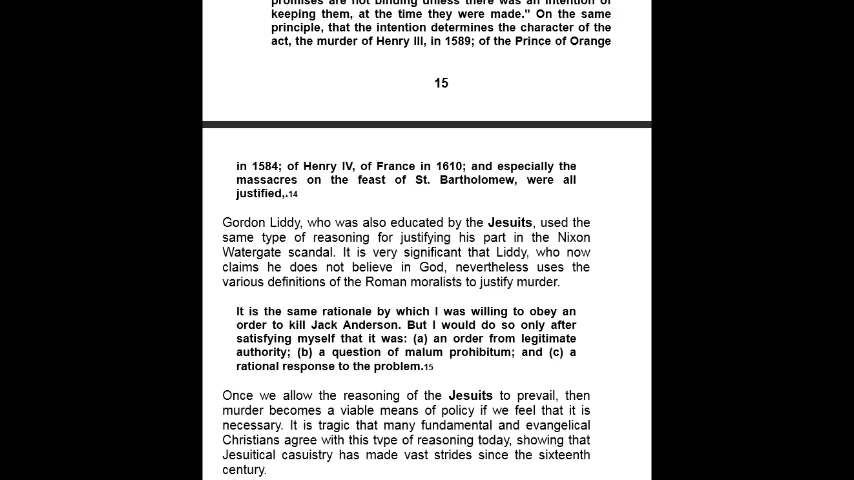 promises are not binding unless there was an intention of
keeping them, at the time they were made." On the same
principle, that the intention determines the character of the
act, the murder of Henry III, in 1589; of the Prince of Orange
15
in 1584; of Henry IV, of France in 1610; and especially the
massacres on the feast of St. Bartholomew, were all
justified,.14
Gordon Liddy, who was also educated by the Jesuits, used the
same type of reasoning for justifying his part in the Nixon
Watergate scandal. It is very significant that Liddy, who now
claims he does not believe in God, nevertheless uses the
various definitions of the Roman moralists to justify murder.
It is the same rationale by which I was willing to obey an
order to kill Jack Anderson. But I would do so only after
satisfying myself that it was: (a) an order from legitimate
authority; (b) a question of malum prohibitum; and (c) a
rational response to the problem.15
Once we allow the reasoning of the Jesuits to prevail, then
murder becomes a viable means of policy if we feel that it is
necessary. It is tragic that many fundamental and evangelical
Christians agree with this type of reasoning today, showing that
Jesuitical casuistry has made vast strides since the sixteenth
century.